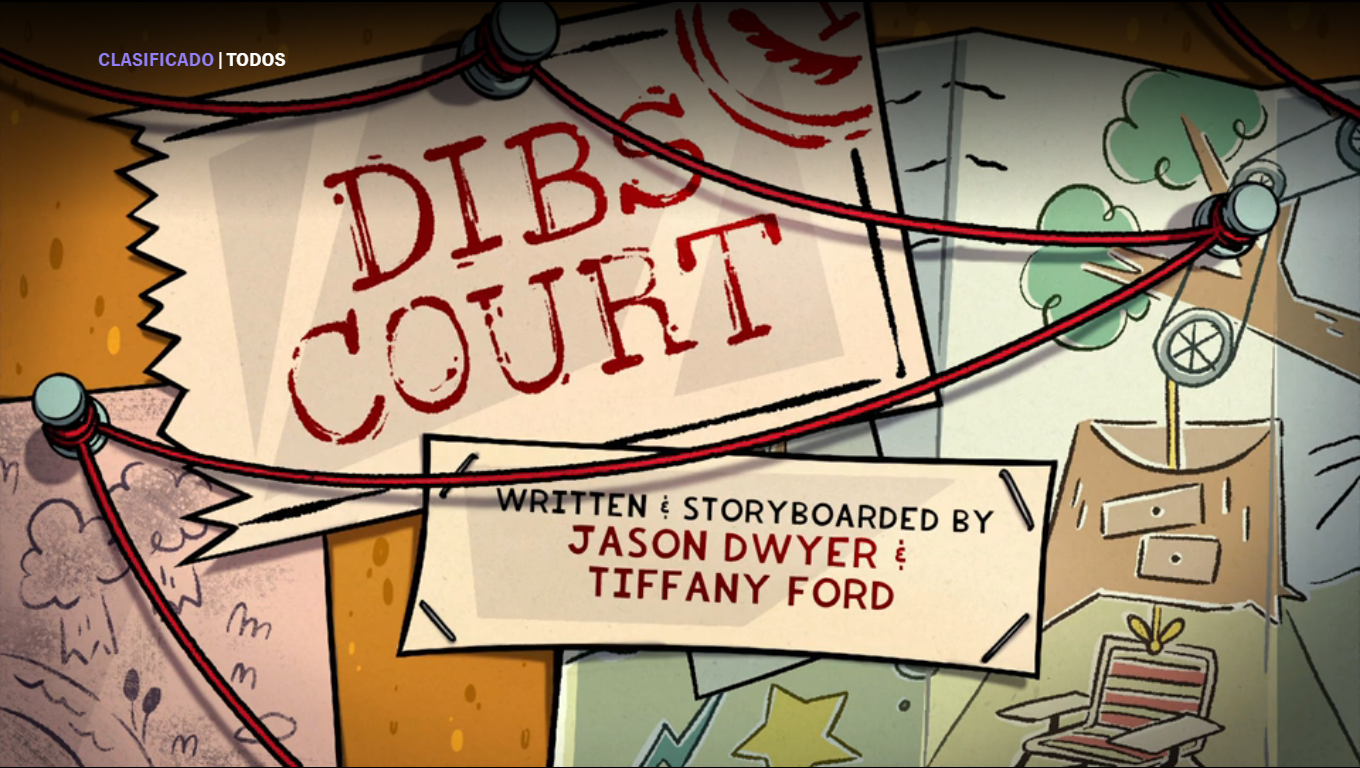 CLASIFICADO | TODOS
DIBS
COURT
WRITTEN & STORYBOARDED BY
JASON DWYER &
TIFFANY FORD